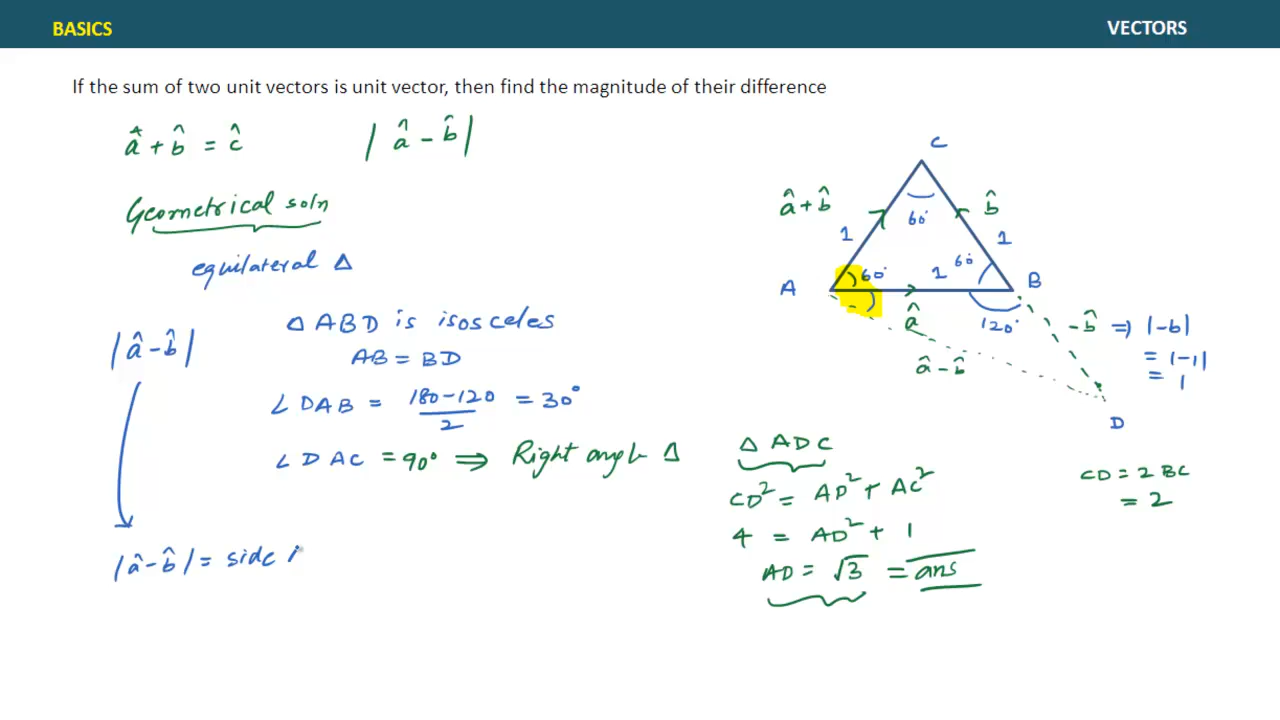 BASICS
VECTORS
If the sum of two unit vectors is unit vector, then find the magnitude of their difference
â + b̂ = ĉ
| â - b̂ |
Geometrical soln
equilateral Δ
Δ ABD is isosceles
| â - b̂ |
AB = BD
∠ DAB = 180-120 / 2 = 30°
∠ DAC = 90° ⇒ Right angle Δ
| â - b̂ | = side i
C
â + b̂
b̂
60°
1
1
60°
1
60°
A
B
â
120°
-b̂ ⇒ |-b|
= |-1|
= 1
â - b̂
D
Δ ADC
CD² = AD² + AC²
4 = AD² + 1
AD = √3 = ans
CD = 2 BC
= 2